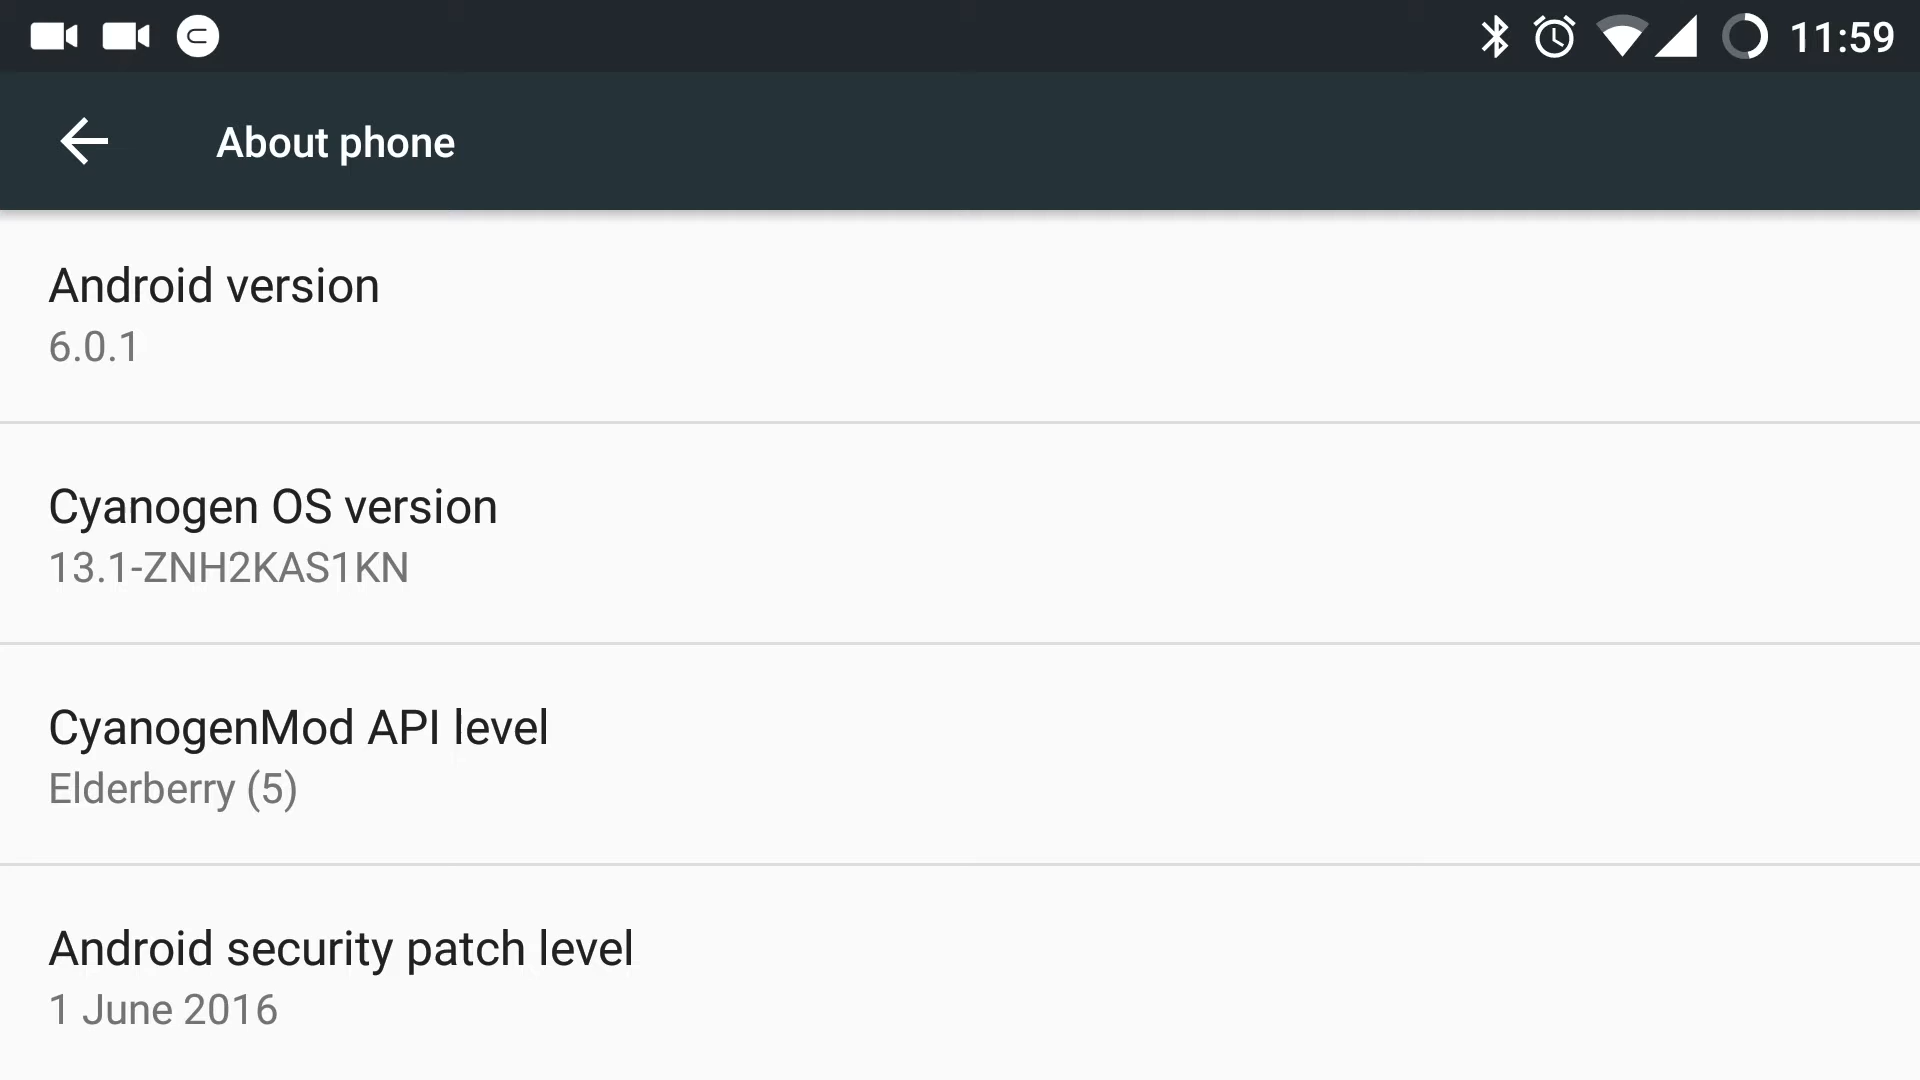 11:59
About phone
Android version
6.0.1
Cyanogen OS version
13.1-ZNH2KAS1KN
CyanogenMod API level
Elderberry (5)
Android security patch level
1 June 2016